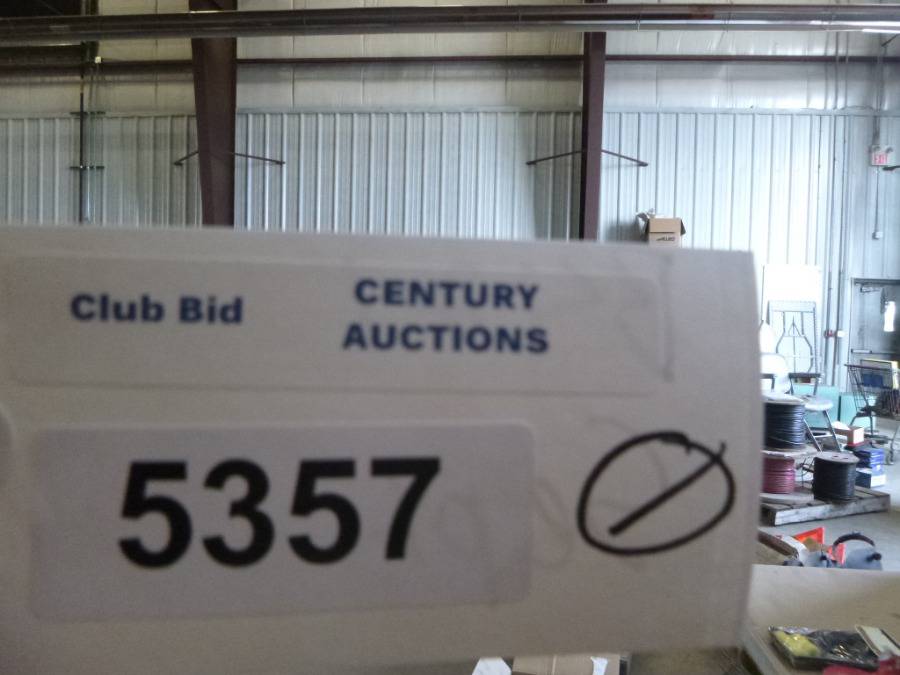 Club Bid
CENTURY
AUCTIONS
5357